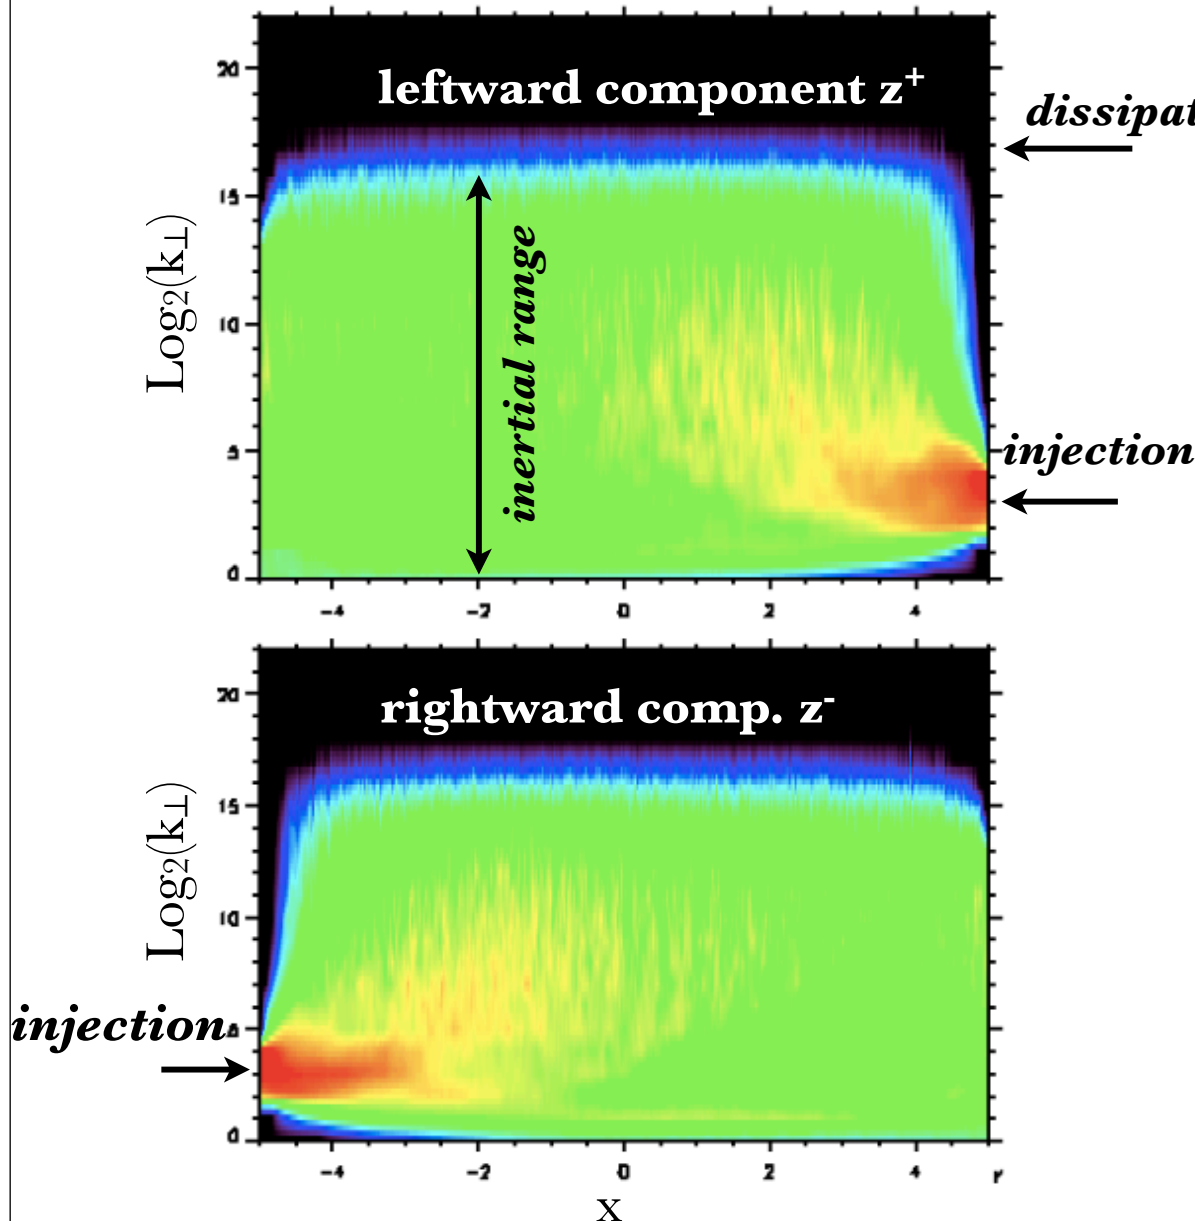 20
leftward component z⁺
dissipat
15
inertial range
Log₂(k⊥)
10
5
injection
0
-4 -2 0 2 4
20
rightward comp. z⁻
15
Log₂(k⊥)
10
injection
5
0
-4 -2 0 2 4 r
x